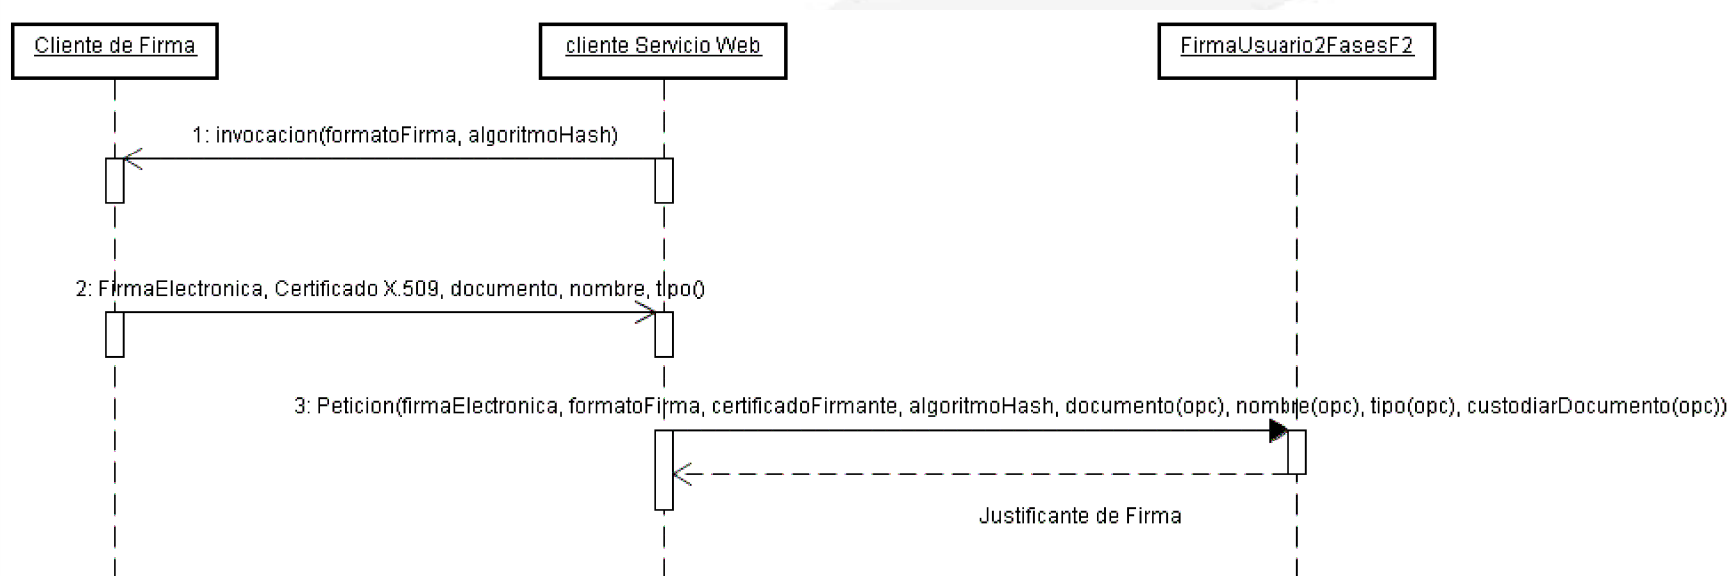 Cliente de Firma
cliente Servicio Web
FirmaUsuario2FasesF2
1: invocacion(formatoFirma, algoritmoHash)
2: FirmaElectronica, Certificado X.509, documento, nombre, tipo()
3: Peticion(firmaElectronica, formatoFirma, certificadoFirmante, algoritmoHash, documento(opc), nombre(opc), tipo(opc), custodiarDocumento(opc))
Justificante de Firma